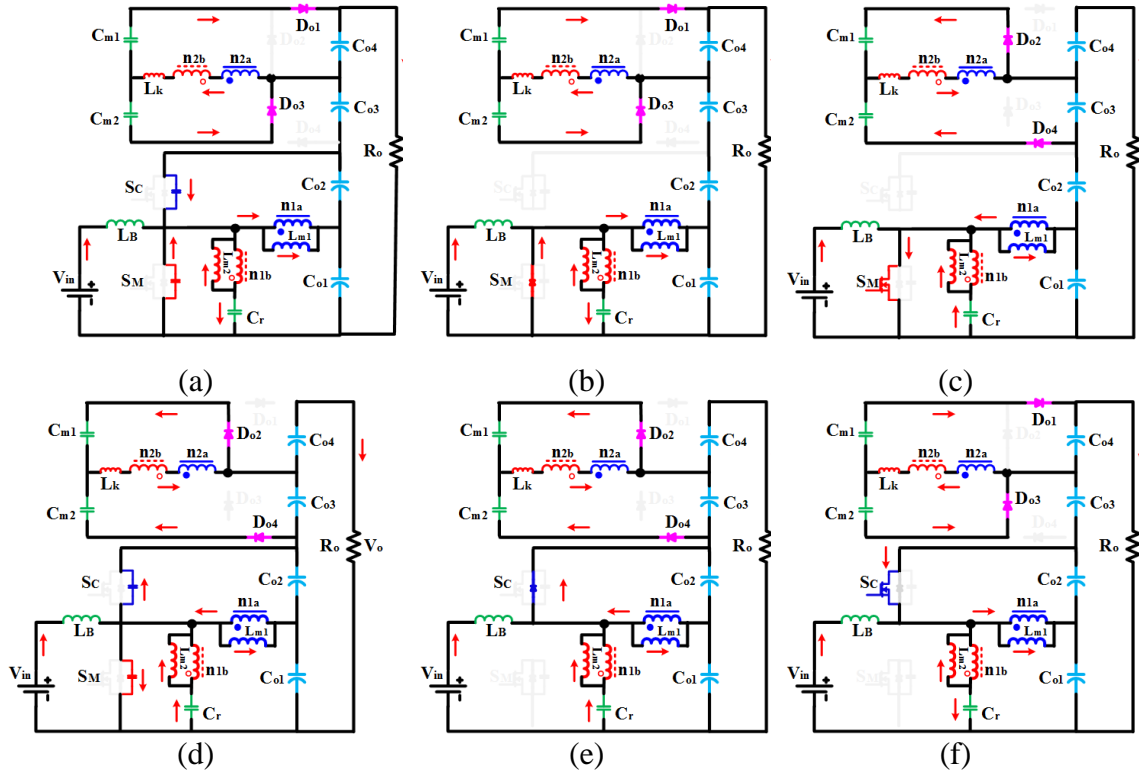 Do1
Cm1
n2b
n2a
Do2
Co4
Lk
Do3
Co3
Cm2
Do4
Ro
SC
Co2
n1a
LB
Lm1
Lm2
n1b
Vin
SM
Co1
Cr
(a)
Do1
Cm1
n2b
n2a
Co4
Lk
Do3
Co3
Cm2
Ro
Co2
n1a
LB
Lm1
Lm2
n1b
Vin
SM
Co1
Cr
(b)
Cm1
Do2
n2b
n2a
Co4
Lk
Co3
Cm2
Do4
Ro
Co2
n1a
LB
Lm1
Lm2
n1b
Vin
SM
Co1
Cr
(c)
Do1
Cm1
Do2
n2b
n2a
Co4
Lk
Do3
Co3
Cm2
Do4
Ro
Vo
SC
Co2
n1a
LB
Lm1
Lm2
n1b
Vin
SM
Co1
Cr
(d)
Cm1
Do2
n2b
n2a
Co4
Lk
Co3
Cm2
Do4
Ro
SC
Co2
n1a
LB
Lm1
Lm2
n1b
Vin
SM
Co1
Cr
(e)
Do1
Cm1
n2b
n2a
Co4
Lk
Do3
Co3
Cm2
Ro
SC
Co2
n1a
LB
Lm1
Lm2
n1b
Vin
SM
Co1
Cr
(f)